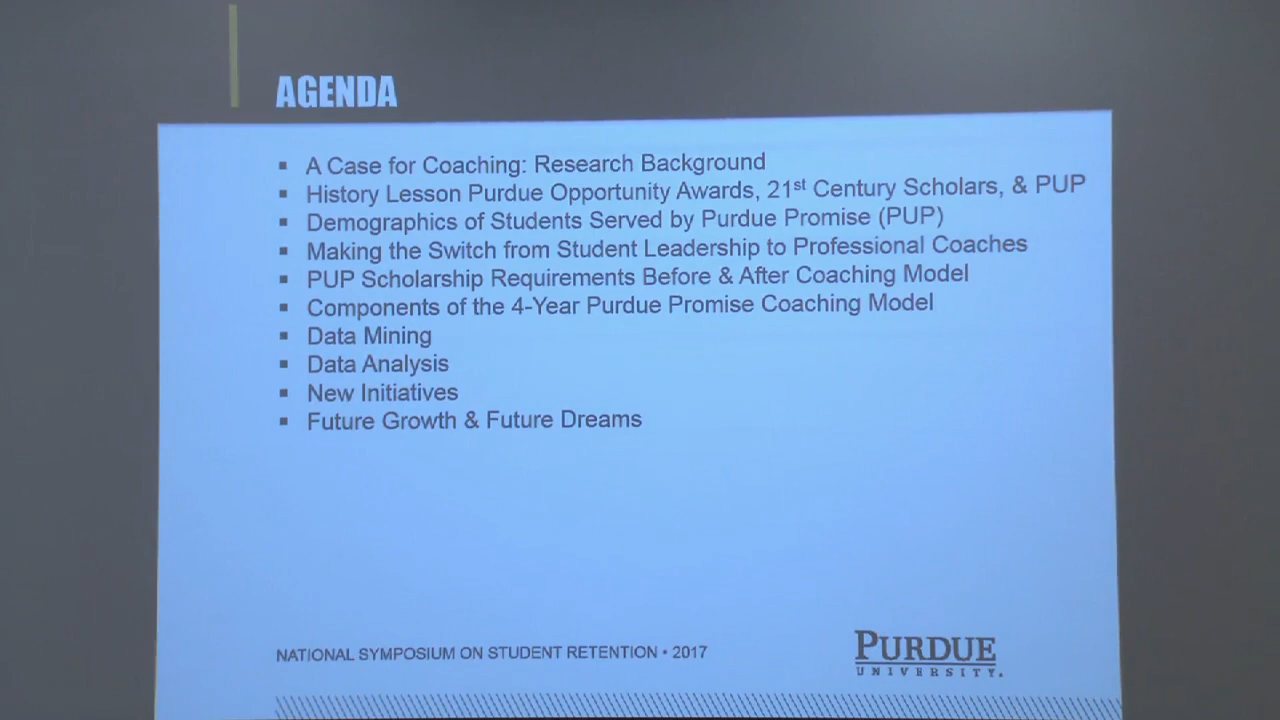 AGENDA
▪ A Case for Coaching: Research Background
▪ History Lesson Purdue Opportunity Awards, 21st Century Scholars, & PUP
▪ Demographics of Students Served by Purdue Promise (PUP)
▪ Making the Switch from Student Leadership to Professional Coaches
▪ PUP Scholarship Requirements Before & After Coaching Model
▪ Components of the 4-Year Purdue Promise Coaching Model
▪ Data Mining
▪ Data Analysis
▪ New Initiatives
▪ Future Growth & Future Dreams
NATIONAL SYMPOSIUM ON STUDENT RETENTION • 2017
PURDUE
UNIVERSITY.